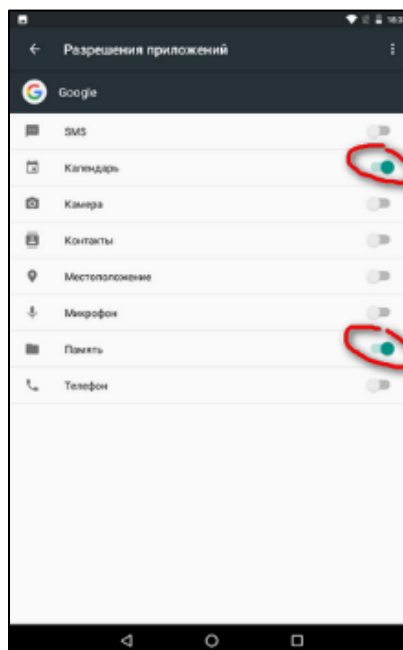 Разрешения приложений
Google
SMS
Календарь
Камера
Контакты
Местоположение
Микрофон
Память
Телефон